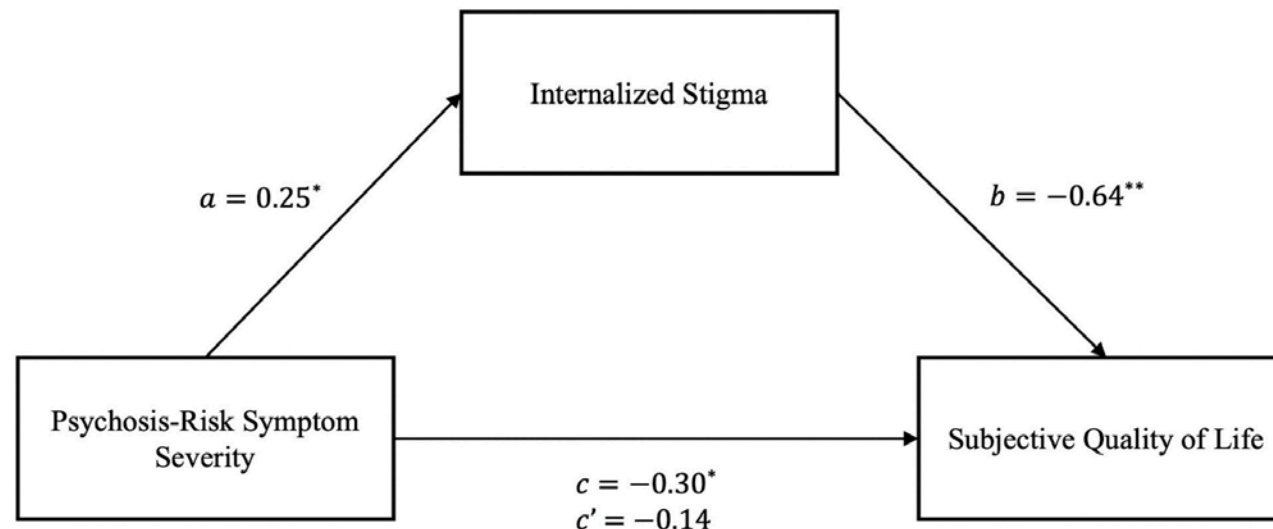 Internalized Stigma
a = 0.25*
b = −0.64**
Psychosis-Risk Symptom
Severity
Subjective Quality of Life
c = −0.30*
c’ = −0.14